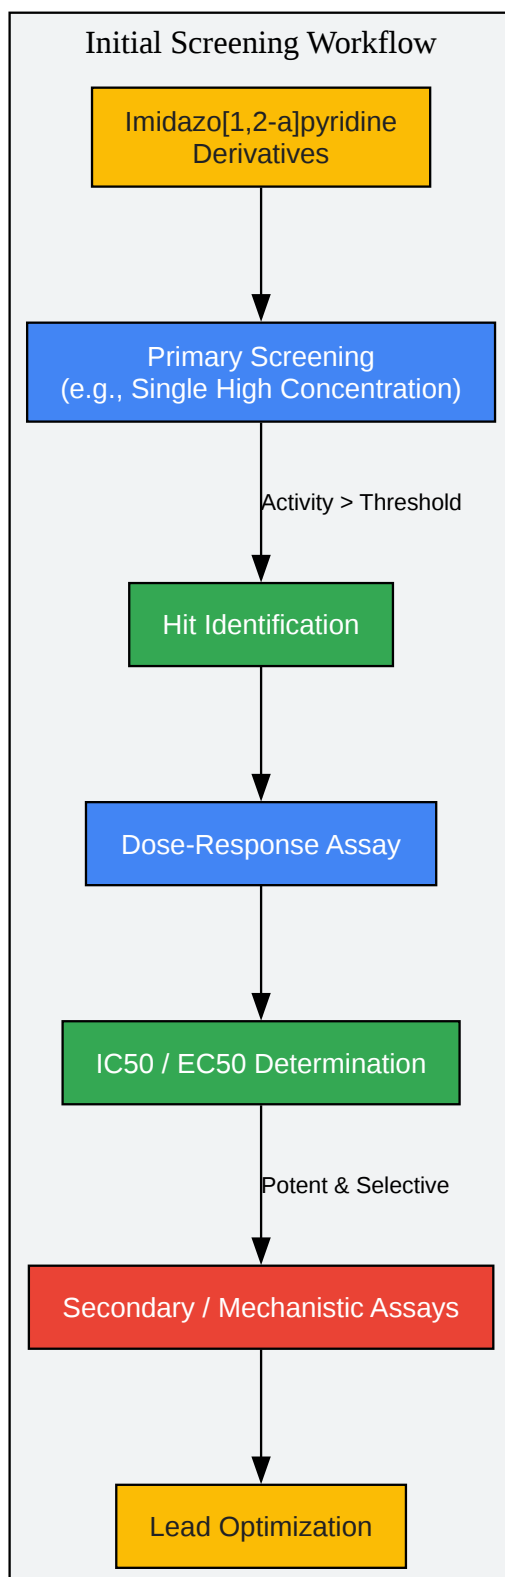 Initial Screening Workflow
Imidazo[1,2-a]pyridine
Derivatives
Primary Screening
(e.g., Single High Concentration)
Activity > Threshold
Hit Identification
Dose-Response Assay
IC50 / EC50 Determination
Potent & Selective
Secondary / Mechanistic Assays
Lead Optimization